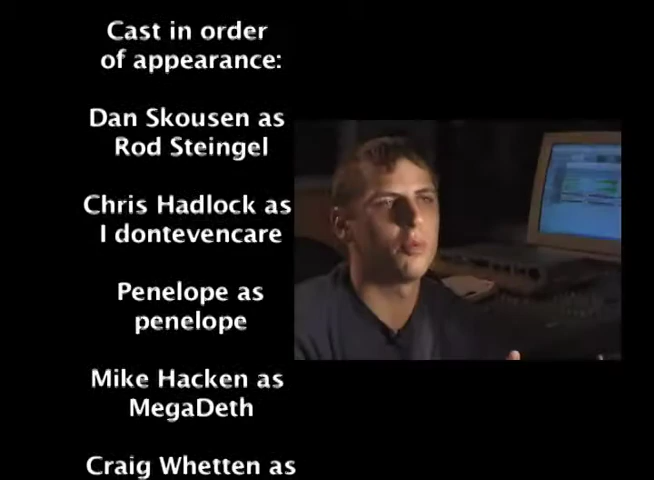 Cast in order
of appearance:
Dan Skousen as
Rod Steingel
Chris Hadlock as
I dontevencare
Penelope as
penelope
Mike Hacken as
MegaDeth
Craig Whetten as